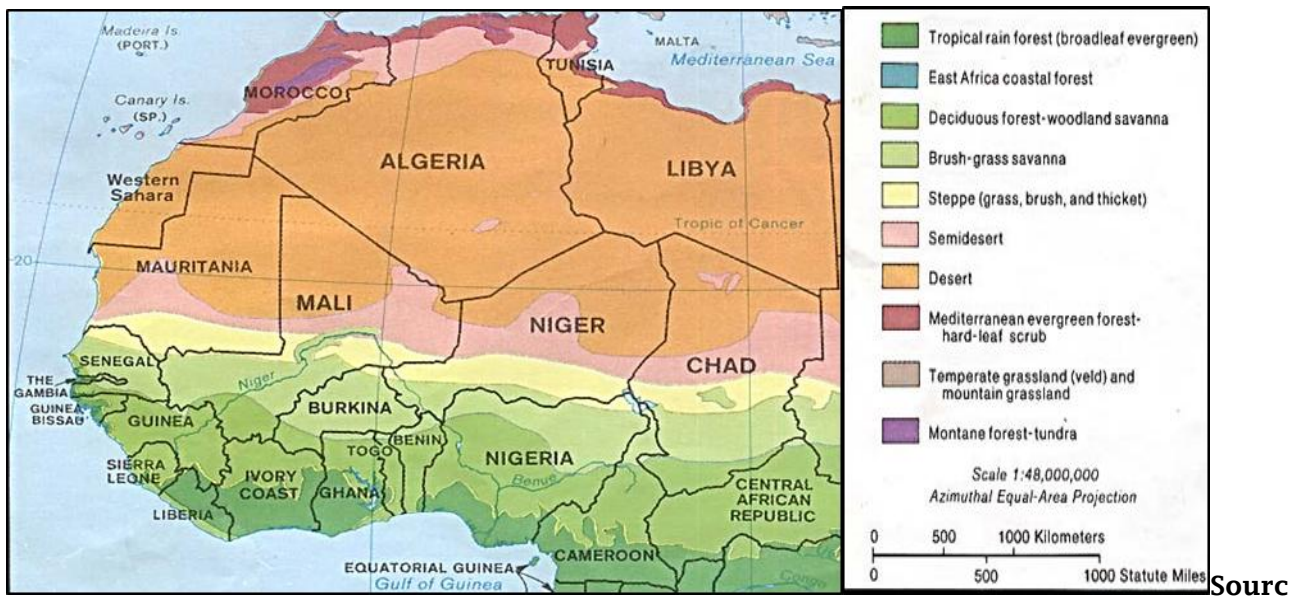 Madeira Is.
(PORT.)
MALTA
Mediterranean Sea
TUNISIA
MOROCCO
Canary Is.
(SP.)
ALGERIA
LIBYA
Western
Sahara
Tropic of Cancer
20
MAURITANIA
MALI
NIGER
CHAD
SENEGAL
THE
GAMBIA
GUINEA
BISSAU
Niger
GUINEA
BURKINA
BENIN
TOGO
NIGERIA
Benue
SIERRA
LEONE
IVORY
COAST
GHANA
CENTRAL
AFRICAN
REPUBLIC
LIBERIA
CAMEROON
EQUATORIAL GUINEA
Gulf of Guinea
Congo
Tropical rain forest (broadleaf evergreen)
East Africa coastal forest
Deciduous forest-woodland savanna
Brush-grass savanna
Steppe (grass, brush, and thicket)
Semidesert
Desert
Mediterranean evergreen forest-
hard-leaf scrub
Temperate grassland (veld) and
mountain grassland
Montane forest-tundra
Scale 1:48,000,000
Azimuthal Equal-Area Projection
0 500 1000 Kilometers
0 500 1000 Statute Miles
Sourc